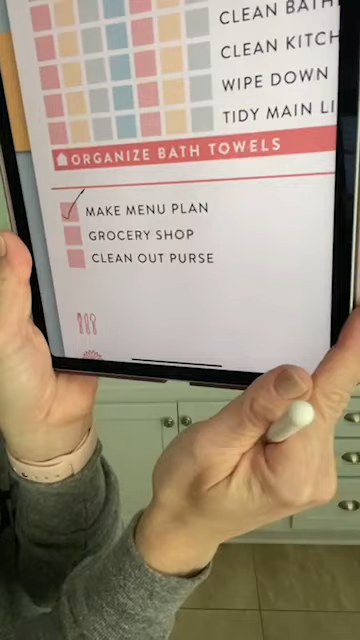 CLEAN BATH
CLEAN KITCH
WIPE DOWN
TIDY MAIN LI
ORGANIZE BATH TOWELS
MAKE MENU PLAN
GROCERY SHOP
CLEAN OUT PURSE